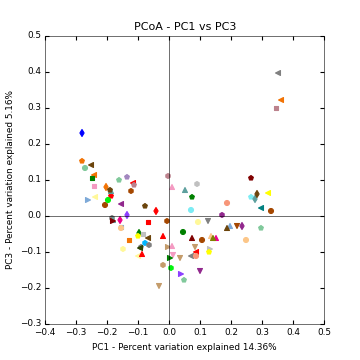 PCoA - PC1 vs PC3
0.5
0.4
0.3
0.2
0.1
0.0
−0.1
−0.2
−0.3
PC3 - Percent variation explained 5.16%
−0.4 −0.3 −0.2 −0.1 0.0 0.1 0.2 0.3 0.4 0.5
PC1 - Percent variation explained 14.36%